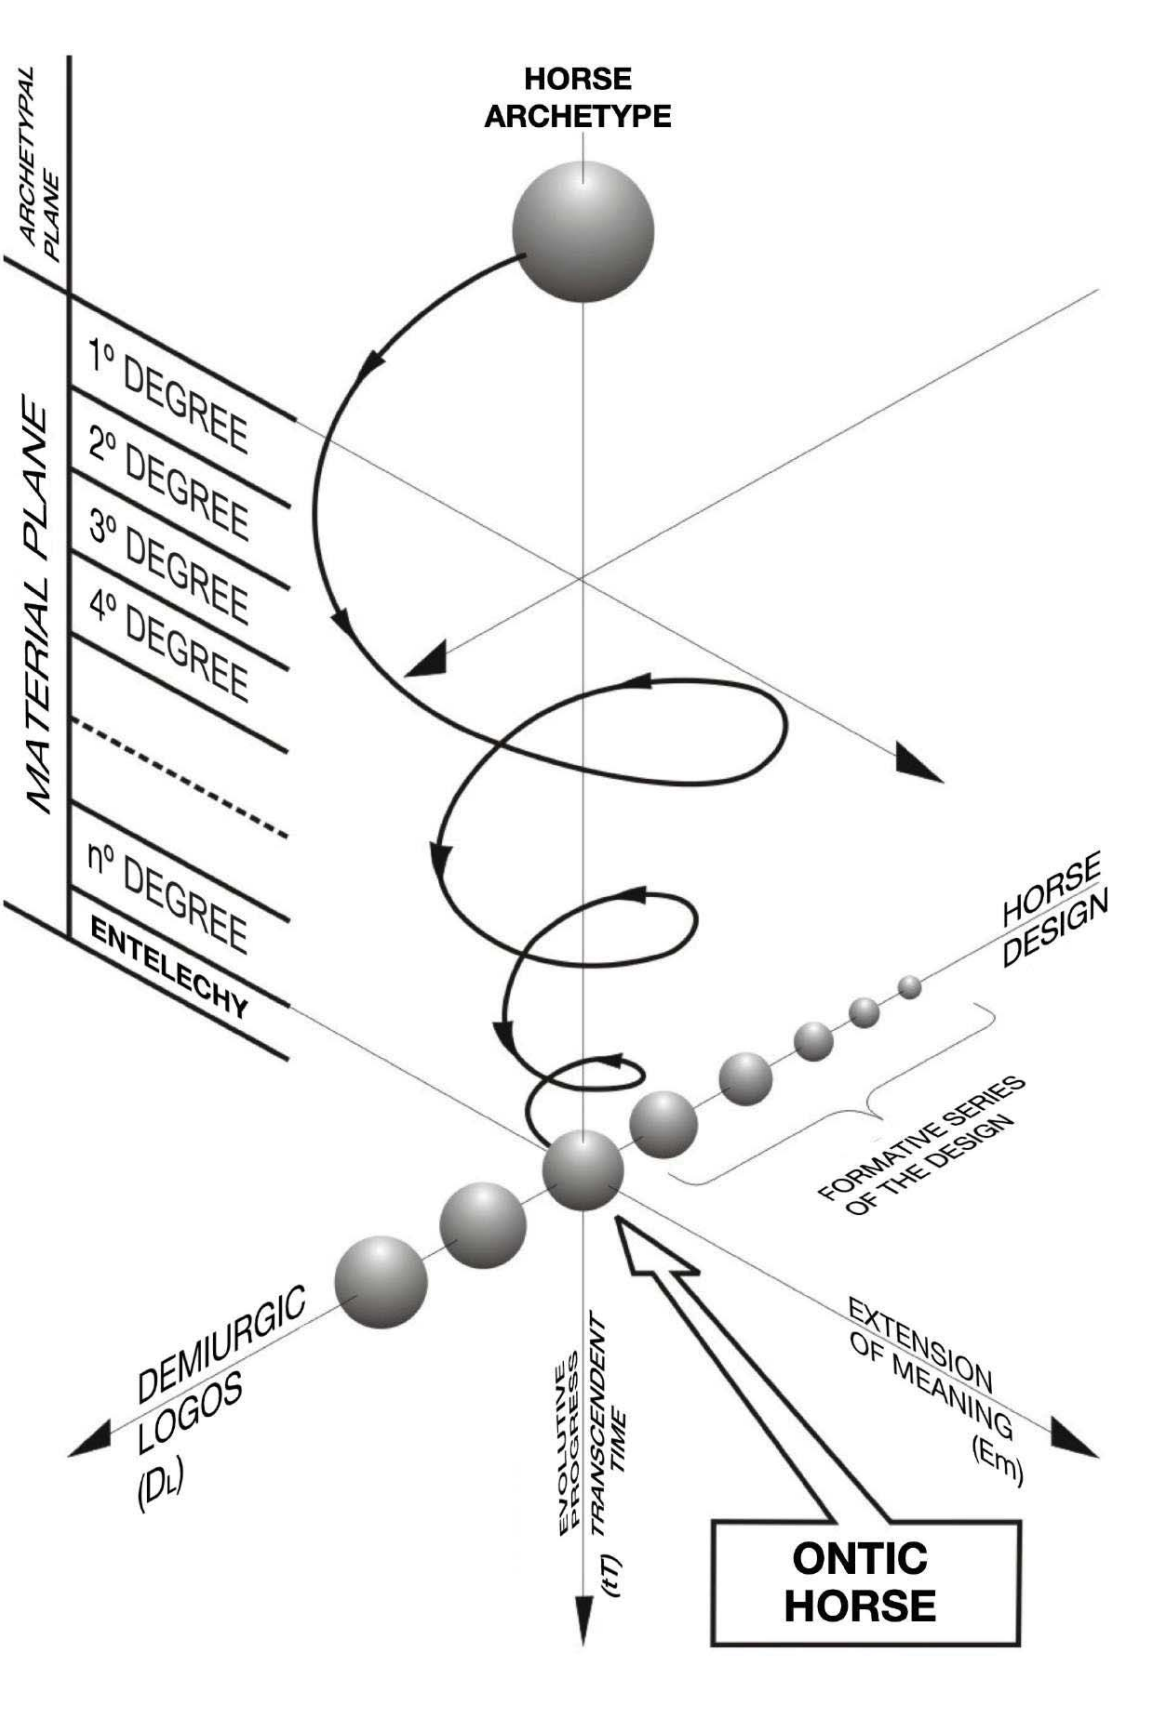 HORSE
ARCHETYPE
ARCHETYPAL
PLANE
MATERIAL PLANE
1º DEGREE
2º DEGREE
3º DEGREE
4º DEGREE
nº DEGREE
ENTELECHY
HORSE
DESIGN
FORMATIVE SERIES
OF THE DESIGN
DEMIURGIC
LOGOS
(DL)
EVOLUTIVE
PROGRESS
TRANSCENDENT
TIME
(tT)
EXTENSION
OF MEANING
(Em)
ONTIC
HORSE